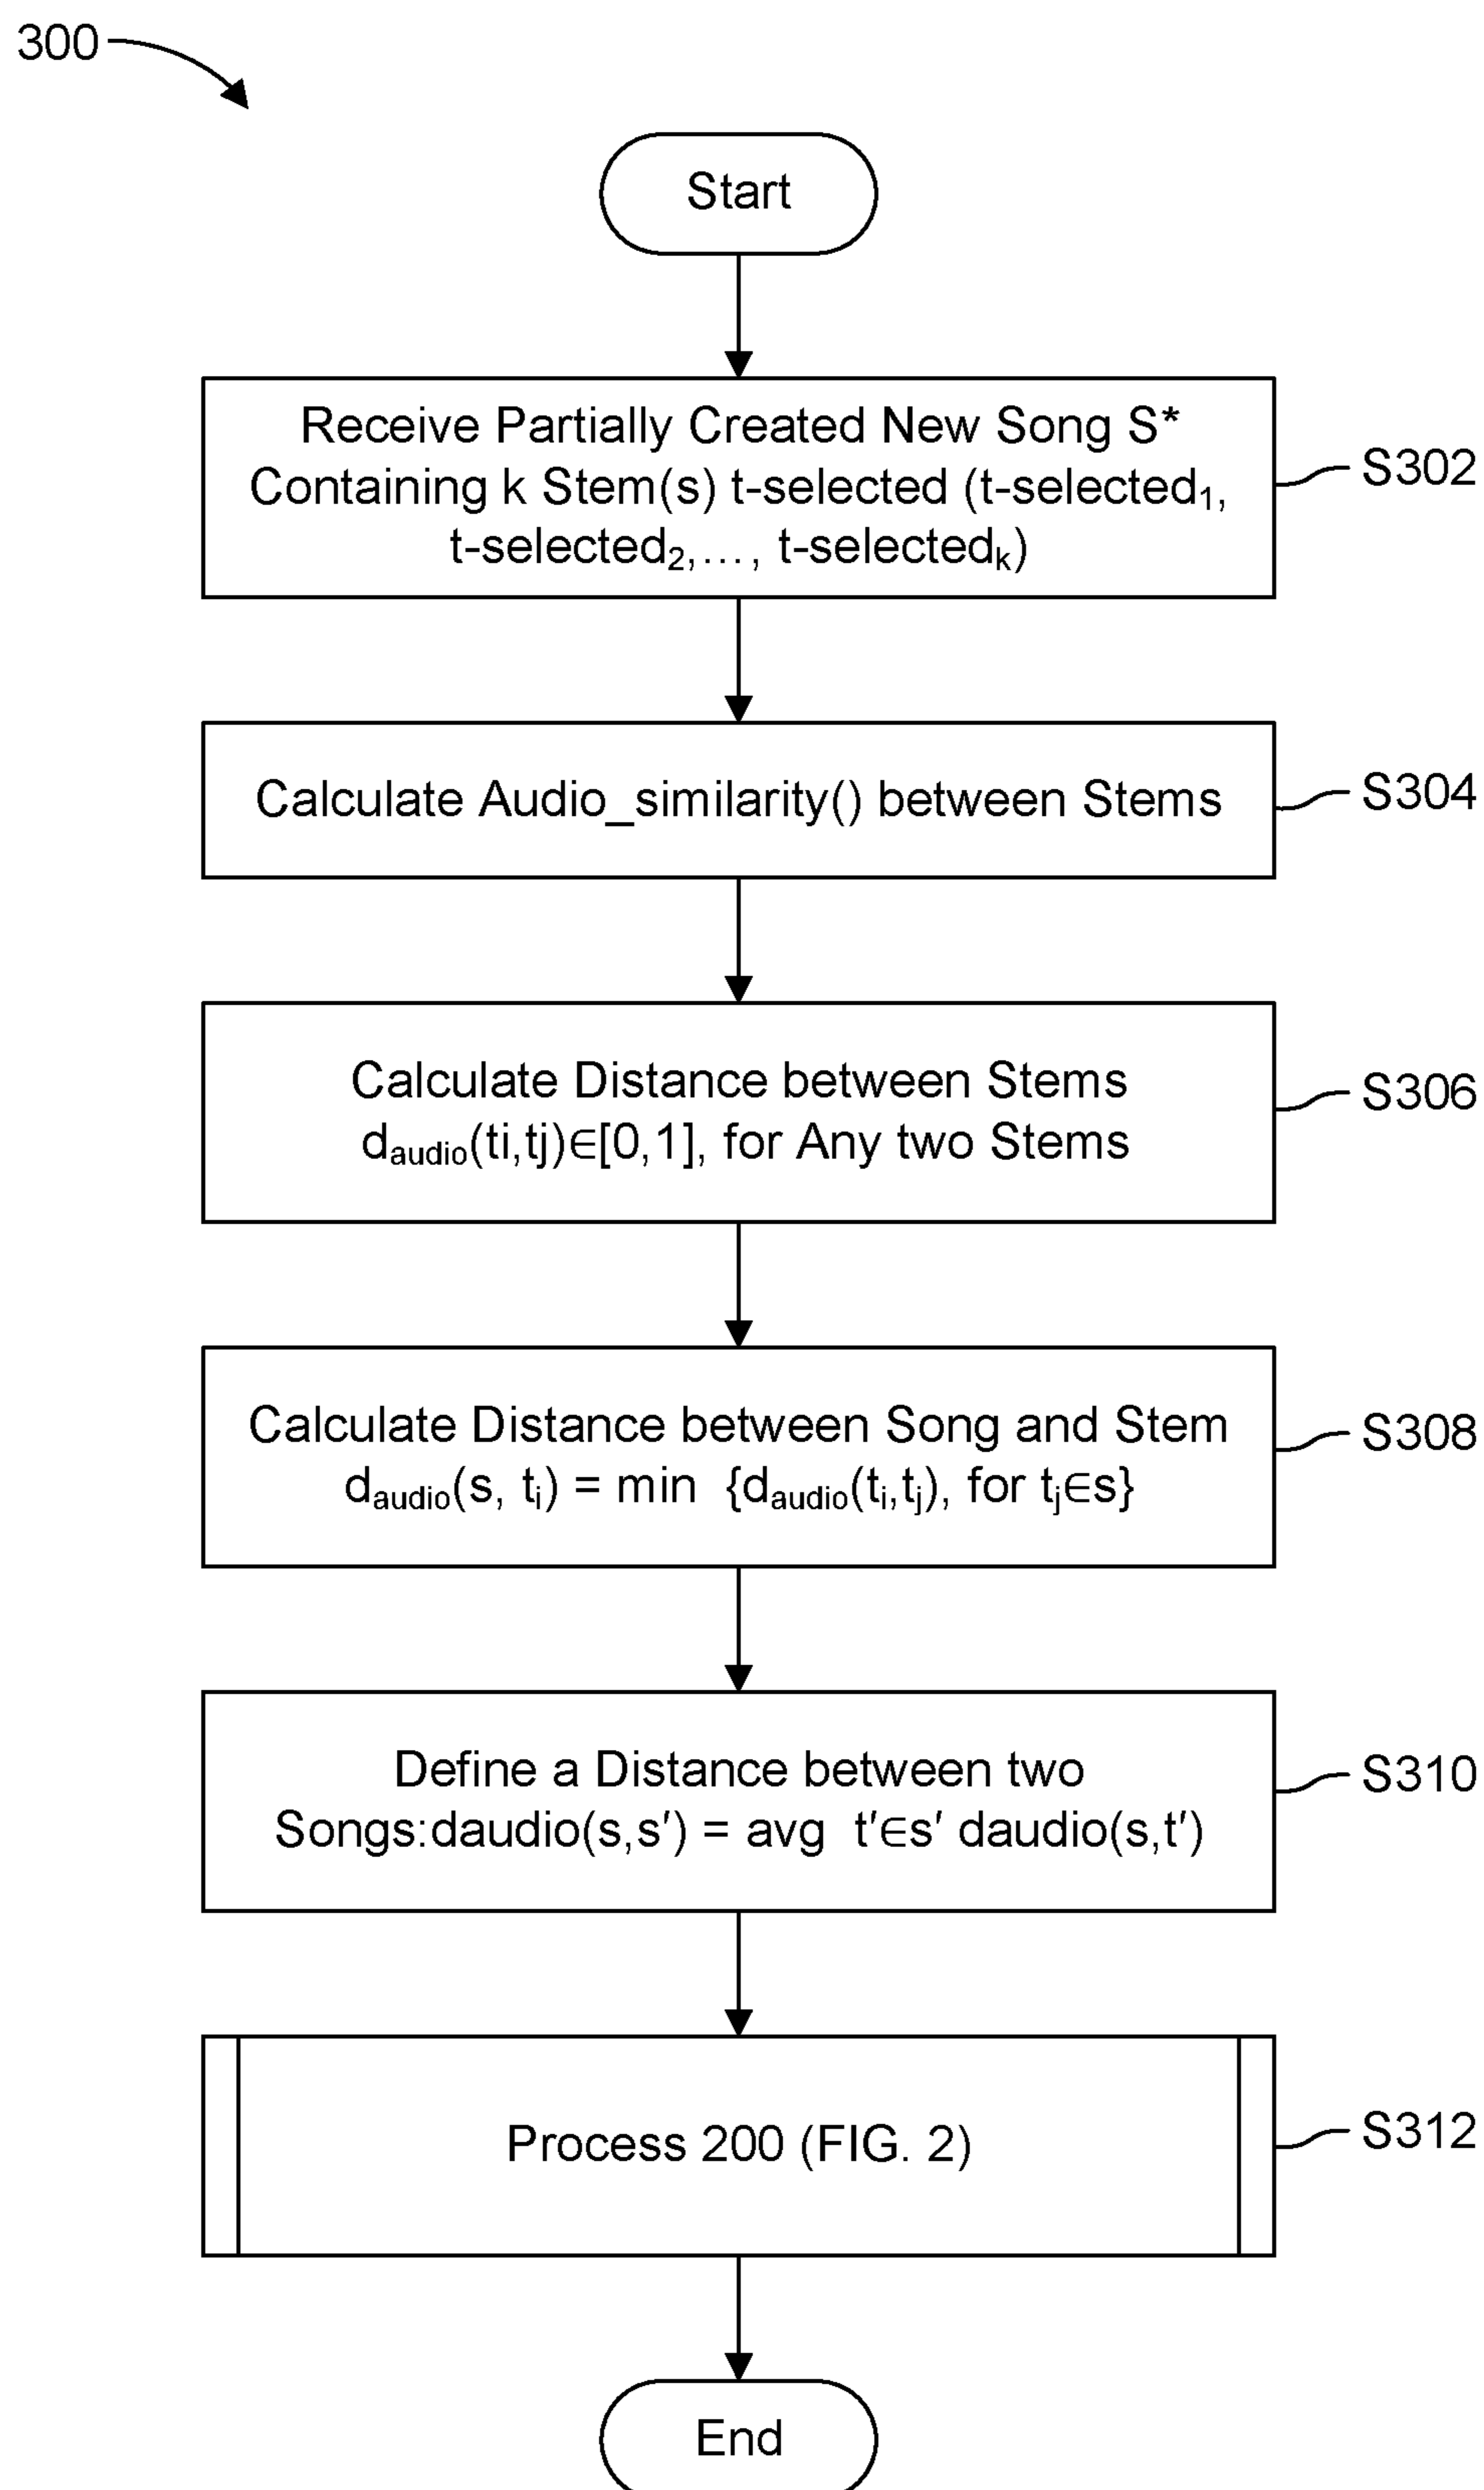 300
Start
Receive Partially Created New Song S*
Containing k Stem(s) t-selected (t-selected₁,
t-selected₂,..., t-selectedₖ)
S302
Calculate Audio_similarity() between Stems
S304
Calculate Distance between Stems
d_audio(ti,tj)∈[0,1], for Any two Stems
S306
Calculate Distance between Song and Stem
d_audio(s, tᵢ) = min {d_audio(tᵢ,tⱼ), for tⱼ∈s}
S308
Define a Distance between two
Songs:daudio(s,s′) = avg t′∈s′ daudio(s,t′)
S310
Process 200 (FIG. 2)
S312
End